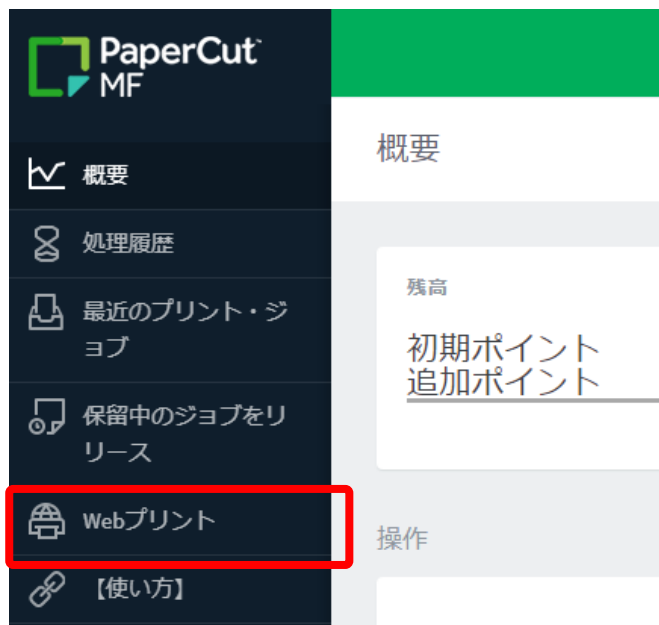 PaperCut
MF
概要
処理履歴
最近のプリント・ジ
ョブ
保留中のジョブをリ
リース
Webプリント
【使い方】
概要
残高
初期ポイント
追加ポイント
操作